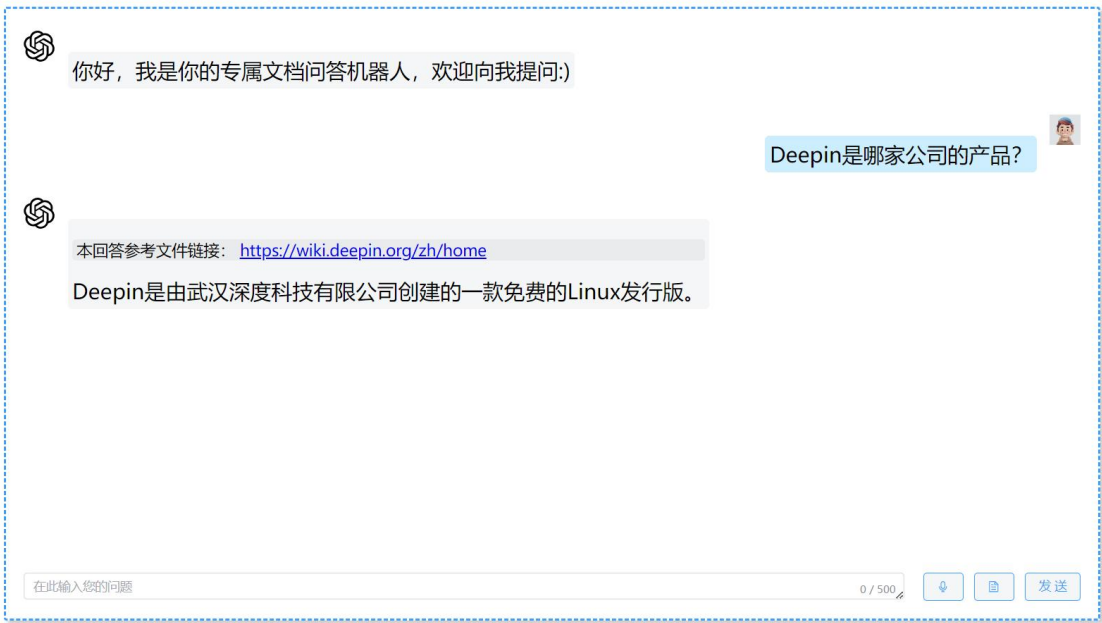 你好，我是你的专属文档问答机器人，欢迎向我提问:)
Deepin是哪家公司的产品？
本回答参考文件链接： https://wiki.deepin.org/zh/home
Deepin是由武汉深度科技有限公司创建的一款免费的Linux发行版。
在此输入您的问题
0 / 500
发送